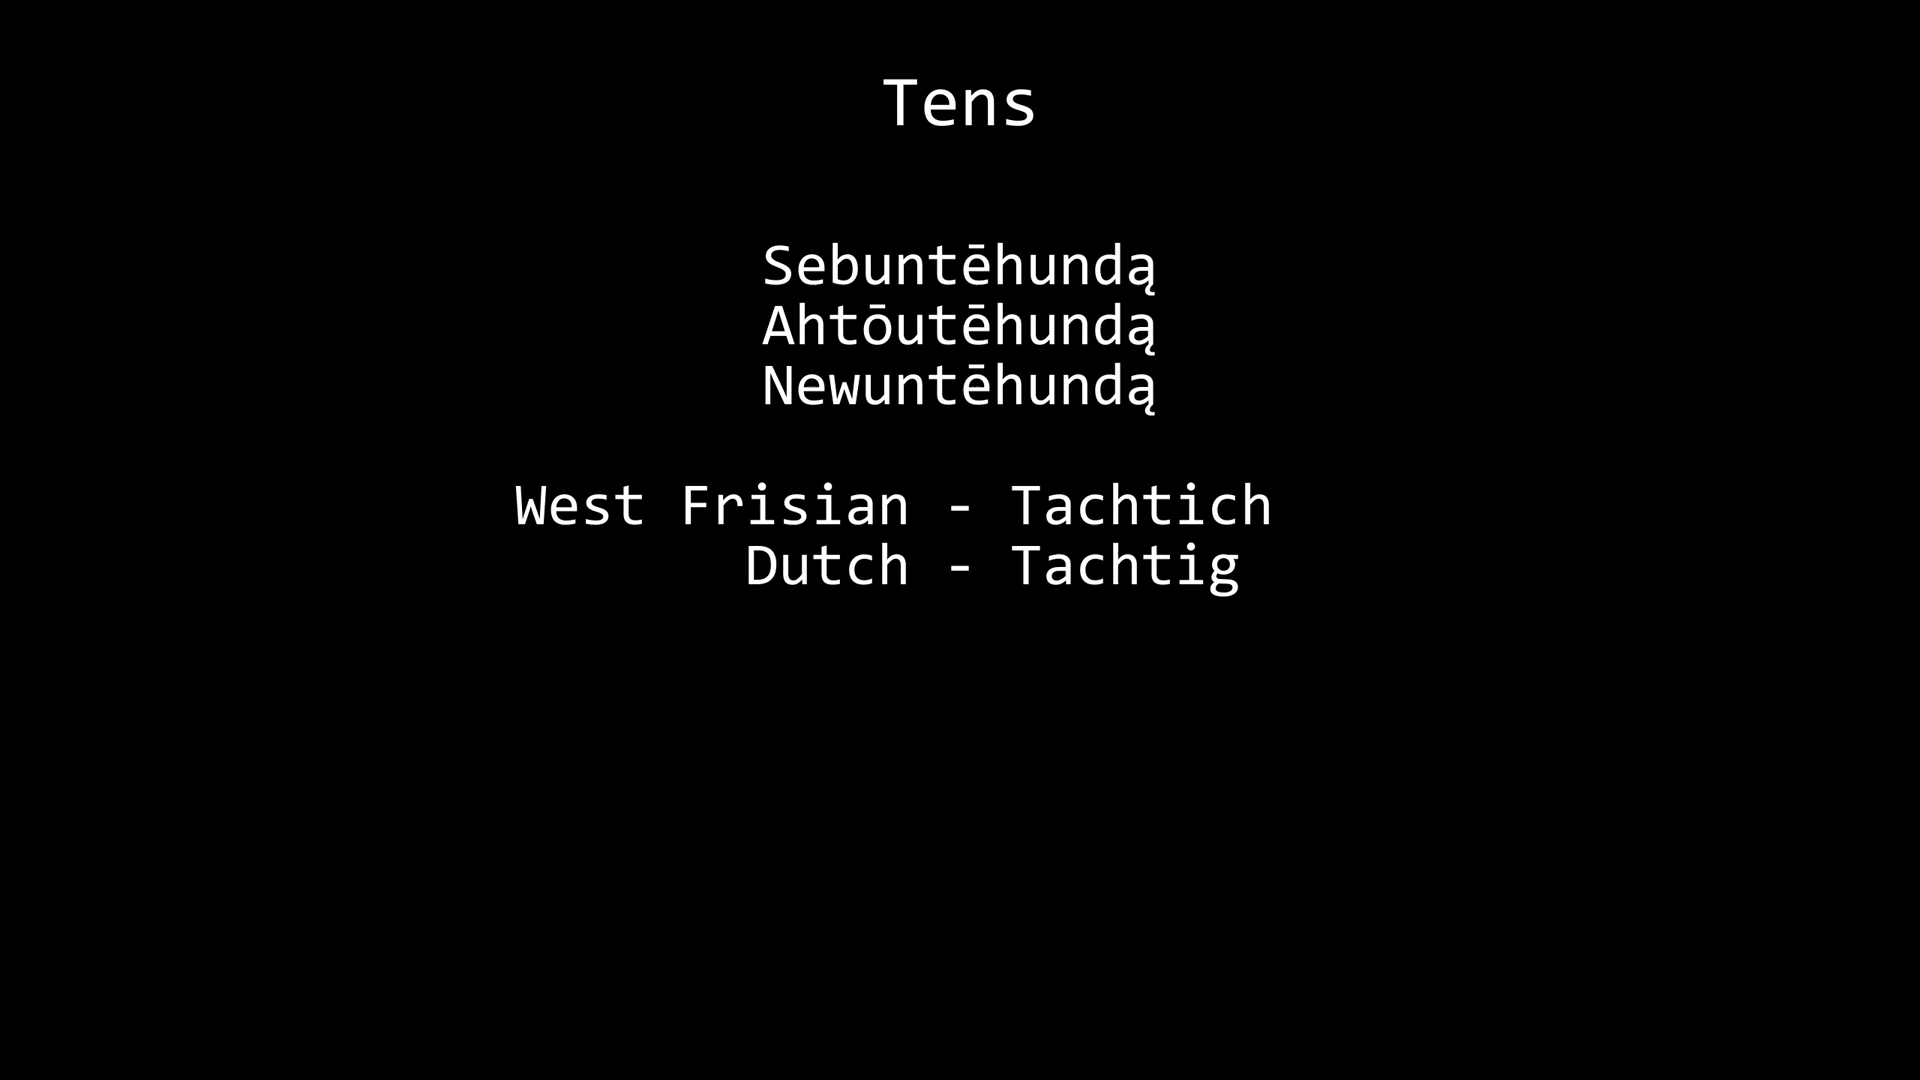 Tens
Sebuntēhundą
Ahtōutēhundą
Newuntēhundą
West Frisian - Tachtich
Dutch - Tachtig